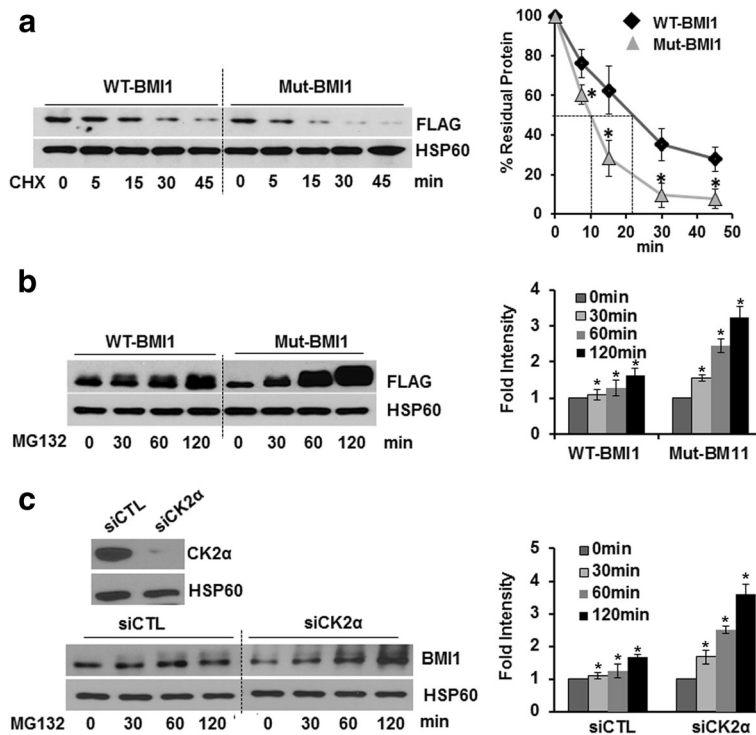 a
WT-BMI1 Mut-BMI1
FLAG
HSP60
CHX 0 5 15 30 45 0 5 15 30 45 min
WT-BMI1
Mut-BMI1
% Residual Protein
100
80
60
40
20
0
* * * *
0 10 20 30 40 50
min
b
WT-BMI1 Mut-BMI1
FLAG
HSP60
MG132 0 30 60 120 0 30 60 120 min
Fold Intensity
4
3
2
1
0
0min
30min
60min
120min
* * * * * *
WT-BMI1 Mut-BM11
c
siCTL siCK2α
CK2α
HSP60
siCTL siCK2α
BMI1
HSP60
MG132 0 30 60 120 0 30 60 120 min
Fold Intensity
5
4
3
2
1
0
0min
30min
60min
120min
* * * * * *
siCTL siCK2α